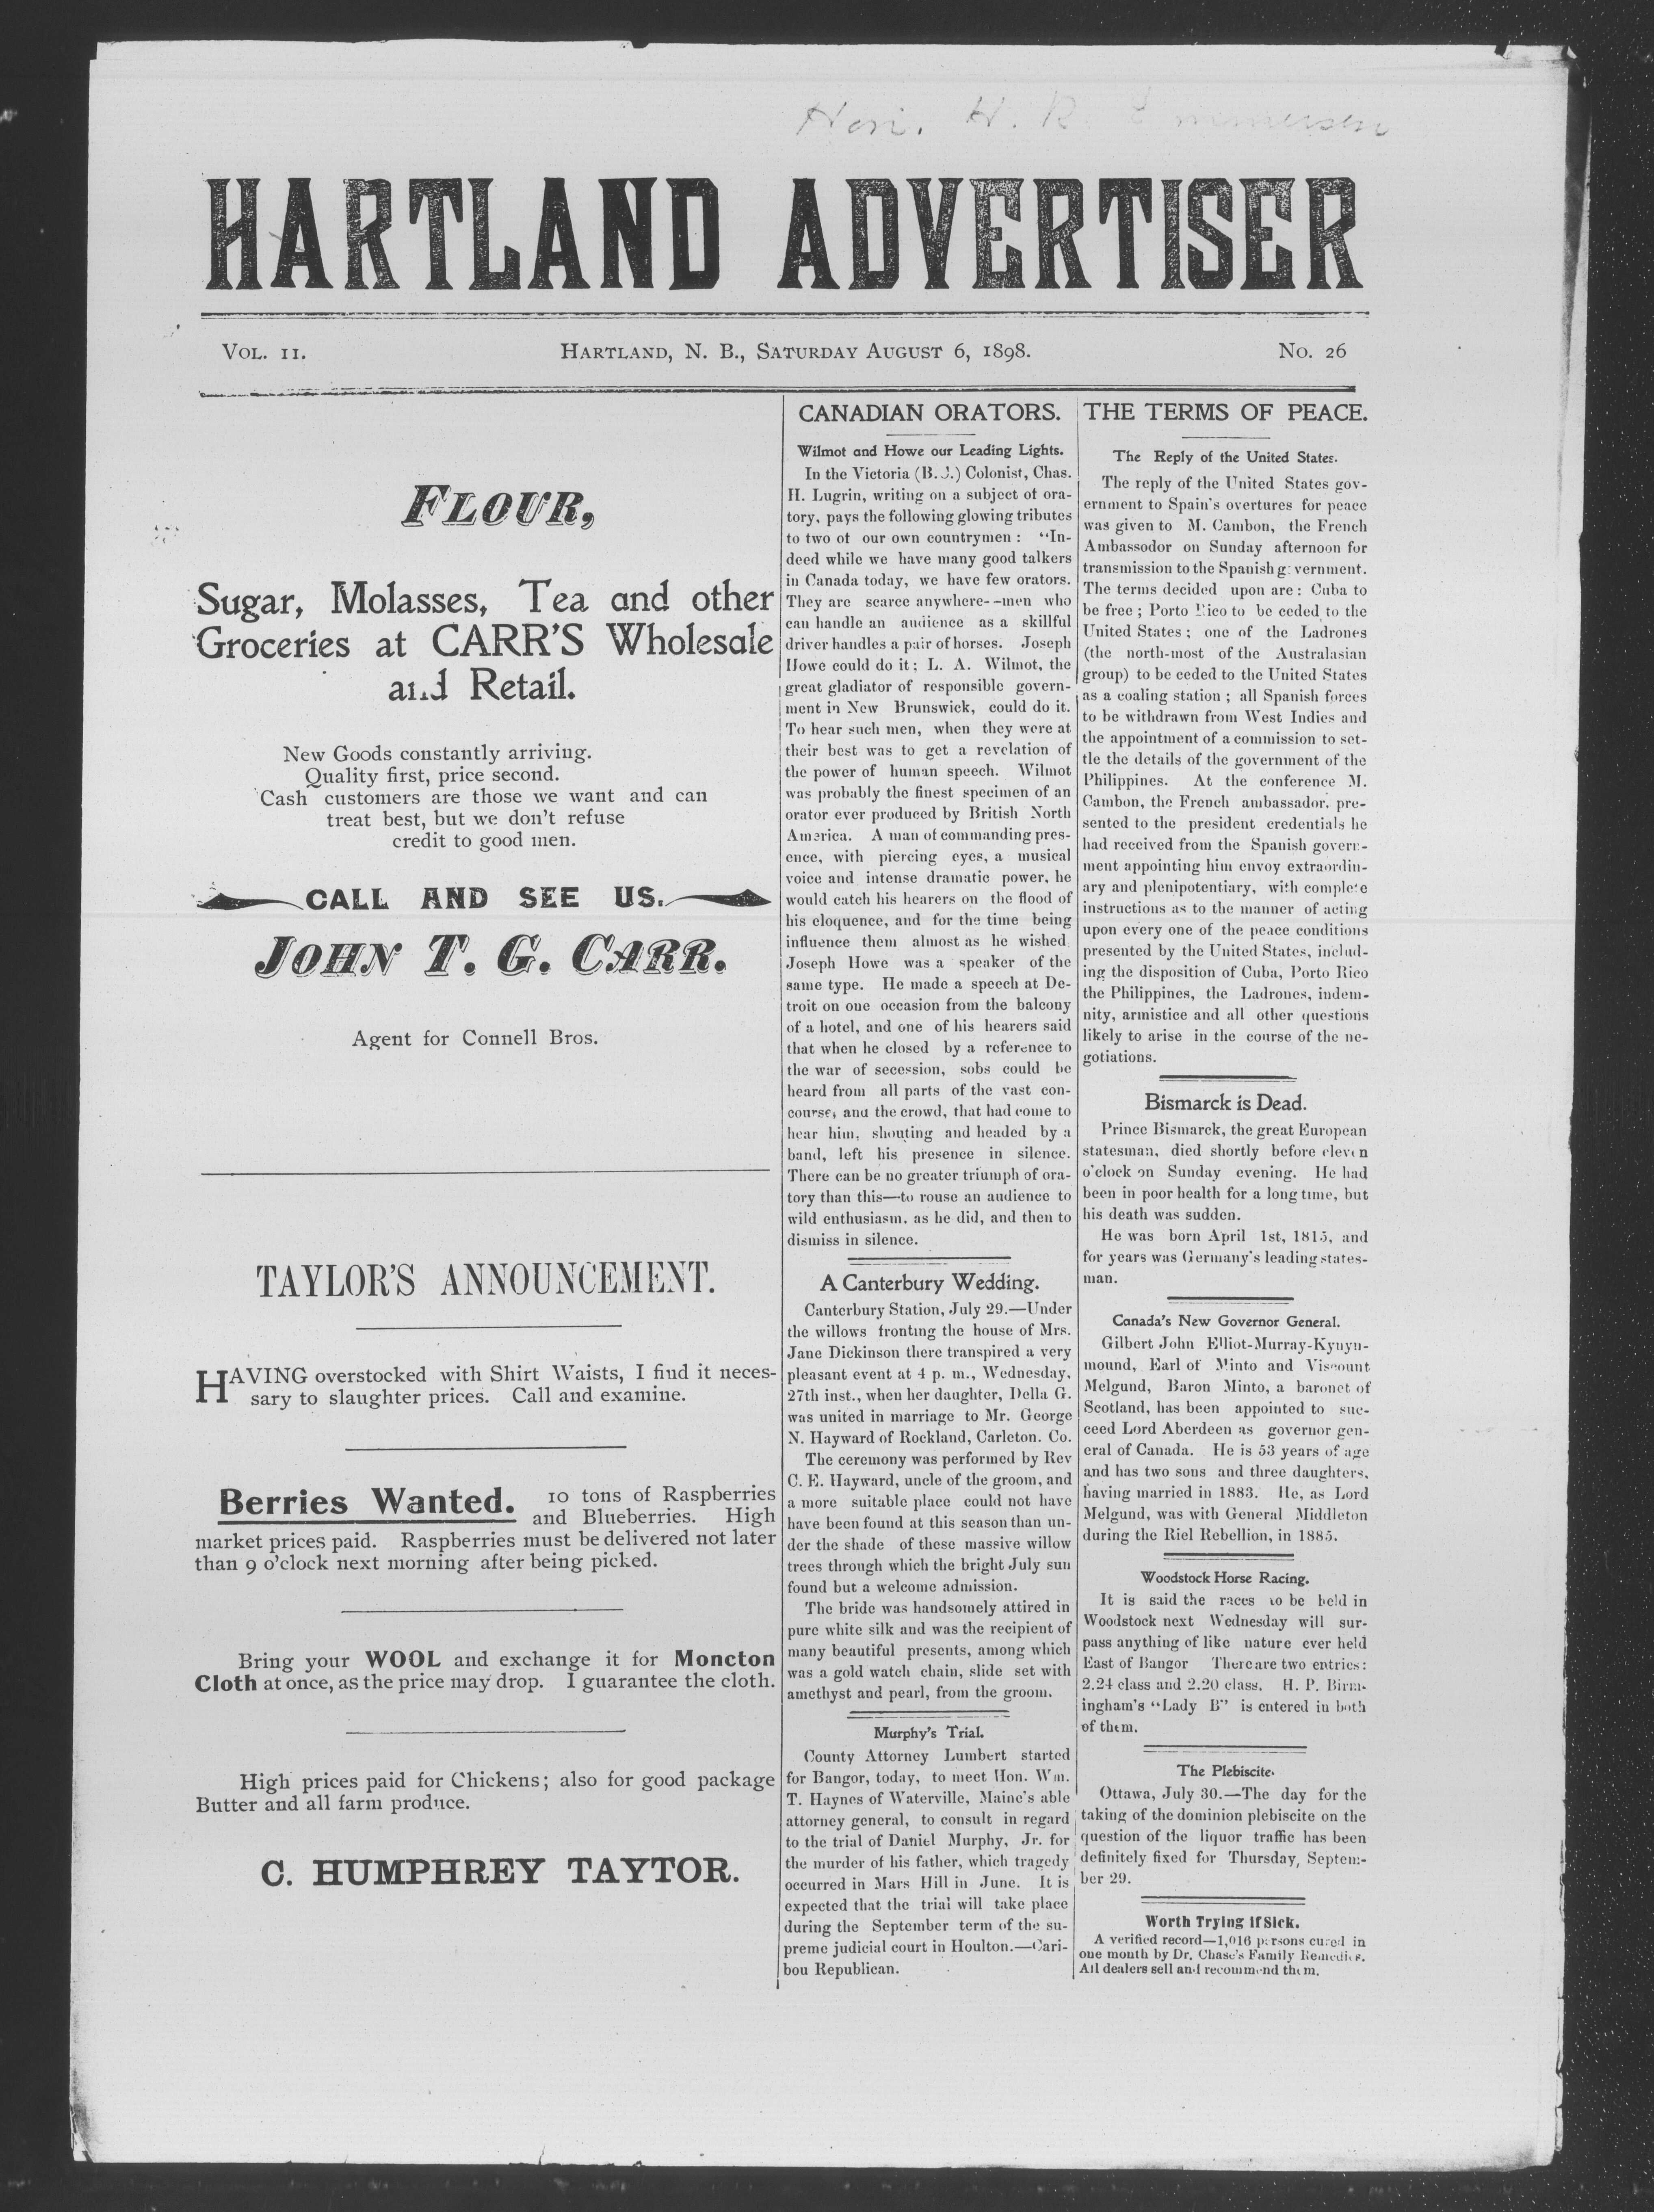 Hon. H. R. Emmerson
HARTLAND ADVERTISER
VOL. II. HARTLAND, N. B., SATURDAY AUGUST 6, 1898. NO. 26
FLOUR,
Sugar, Molasses, Tea and other
Groceries at CARR'S Wholesale
and Retail.
New Goods constantly arriving.
Quality first, price second.
Cash customers are those we want and can
treat best, but we don't refuse
credit to good men.
CALL AND SEE US.
JOHN T. G. CARR.
Agent for Connell Bros.
TAYLOR'S ANNOUNCEMENT.
HAVING overstocked with Shirt Waists, I find it neces-
sary to slaughter prices. Call and examine.
Berries Wanted. 10 tons of Raspberries
and Blueberries. High
market prices paid. Raspberries must be delivered not later
than 9 o'clock next morning after being picked.
Bring your WOOL and exchange it for Moncton
Cloth at once, as the price may drop. I guarantee the cloth.
High prices paid for Chickens; also for good package
Butter and all farm produce.
C. HUMPHREY TAYTOR.
CANADIAN ORATORS.
Wilmot and Howe our Leading Lights.
In the Victoria (B.C.) Colonist, Chas.
H. Lugrin, writing on a subject of ora-
tory, pays the following glowing tributes
to two of our own countrymen : "In-
deed while we have many good talkers
in Canada today, we have few orators.
They are scarce anywhere--men who
can handle an audience as a skillful
driver handles a pair of horses. Joseph
Howe could do it; L. A. Wilmot, the
great gladiator of responsible govern-
ment in New Brunswick, could do it.
To hear such men, when they were at
their best was to get a revelation of
the power of human speech. Wilmot
was probably the finest specimen of an
orator ever produced by British North
America. A man of commanding pres-
ence, with piercing eyes, a musical
voice and intense dramatic power, he
would catch his hearers on the flood of
his eloquence, and for the time being
influence them almost as he wished.
Joseph Howe was a speaker of the
same type. He made a speech at De-
troit on one occasion from the balcony
of a hotel, and one of his hearers said
that when he closed by a reference to
the war of secession, sobs could be
heard from all parts of the vast con-
course, and the crowd, that had come to
hear him, shouting and headed by a
band, left his presence in silence.
There can be no greater triumph of ora-
tory than this—to rouse an audience to
wild enthusiasm, as he did, and then to
dismiss in silence.
A Canterbury Wedding.
Canterbury Station, July 29.—Under
the willows fronting the house of Mrs.
Jane Dickinson there transpired a very
pleasant event at 4 p. m., Wednesday,
27th inst., when her daughter, Della G.
was united in marriage to Mr. George
N. Hayward of Rockland, Carleton. Co.
The ceremony was performed by Rev
C. E. Hayward, uncle of the groom, and
a more suitable place could not have
have been found at this season than un-
der the shade of these massive willow
trees through which the bright July sun
found but a welcome admission.
The bride was handsomely attired in
pure white silk and was the recipient of
many beautiful presents, among which
was a gold watch chain, slide set with
amethyst and pearl, from the groom.
Murphy's Trial.
County Attorney Lumbert started
for Bangor, today, to meet Hon. Wm.
T. Haynes of Waterville, Maine's able
attorney general, to consult in regard
to the trial of Daniel Murphy, Jr. for
the murder of his father, which tragedy
occurred in Mars Hill in June. It is
expected that the trial will take place
during the September term of the su-
preme judicial court in Houlton.—Cari-
bou Republican.
THE TERMS OF PEACE.
The Reply of the United States.
The reply of the United States gov-
ernment to Spain's overtures for peace
was given to M. Cambon, the French
Ambassodor on Sunday afternoon for
transmission to the Spanish government.
The terms decided upon are : Cuba to
be free ; Porto Rico to be ceded to the
United States ; one of the Ladrones
(the north-most of the Australasian
group) to be ceded to the United States
as a coaling station ; all Spanish forces
to be withdrawn from West Indies and
the appointment of a commission to set-
tle the details of the government of the
Philippines. At the conference M.
Cambon, the French ambassador, pre-
sented to the president credentials he
had received from the Spanish govern-
ment appointing him envoy extraordin-
ary and plenipotentiary, with complete
instructions as to the manner of acting
upon every one of the peace conditions
presented by the United States, includ-
ing the disposition of Cuba, Porto Rico
the Philippines, the Ladrones, indem-
nity, armistice and all other questions
likely to arise in the course of the ne-
gotiations.
Bismarck is Dead.
Prince Bismarck, the great European
statesman, died shortly before eleven
o'clock on Sunday evening. He had
been in poor health for a long time, but
his death was sudden.
He was born April 1st, 1815, and
for years was Germany's leading states-
man.
Canada's New Governor General.
Gilbert John Elliot-Murray-Kynyn-
mound, Earl of Minto and Viscount
Melgund, Baron Minto, a baronet of
Scotland, has been appointed to suc-
ceed Lord Aberdeen as governor gen-
eral of Canada. He is 53 years of age
and has two sons and three daughters,
having married in 1883. He, as Lord
Melgund, was with General Middleton
during the Riel Rebellion, in 1885.
Woodstock Horse Racing.
It is said the races to be held in
Woodstock next Wednesday will sur-
pass anything of like nature ever held
East of Bangor There are two entries:
2.24 class and 2.20 class. H. P. Birm-
ingham's "Lady B" is entered in both
of them.
The Plebiscite.
Ottawa, July 30.—The day for the
taking of the dominion plebiscite on the
question of the liquor traffic has been
definitely fixed for Thursday, Septem-
ber 29.
Worth Trying if Sick.
A verified record—1,016 persons cured in
one month by Dr. Chase's Family Remedies.
All dealers sell and recommend them.